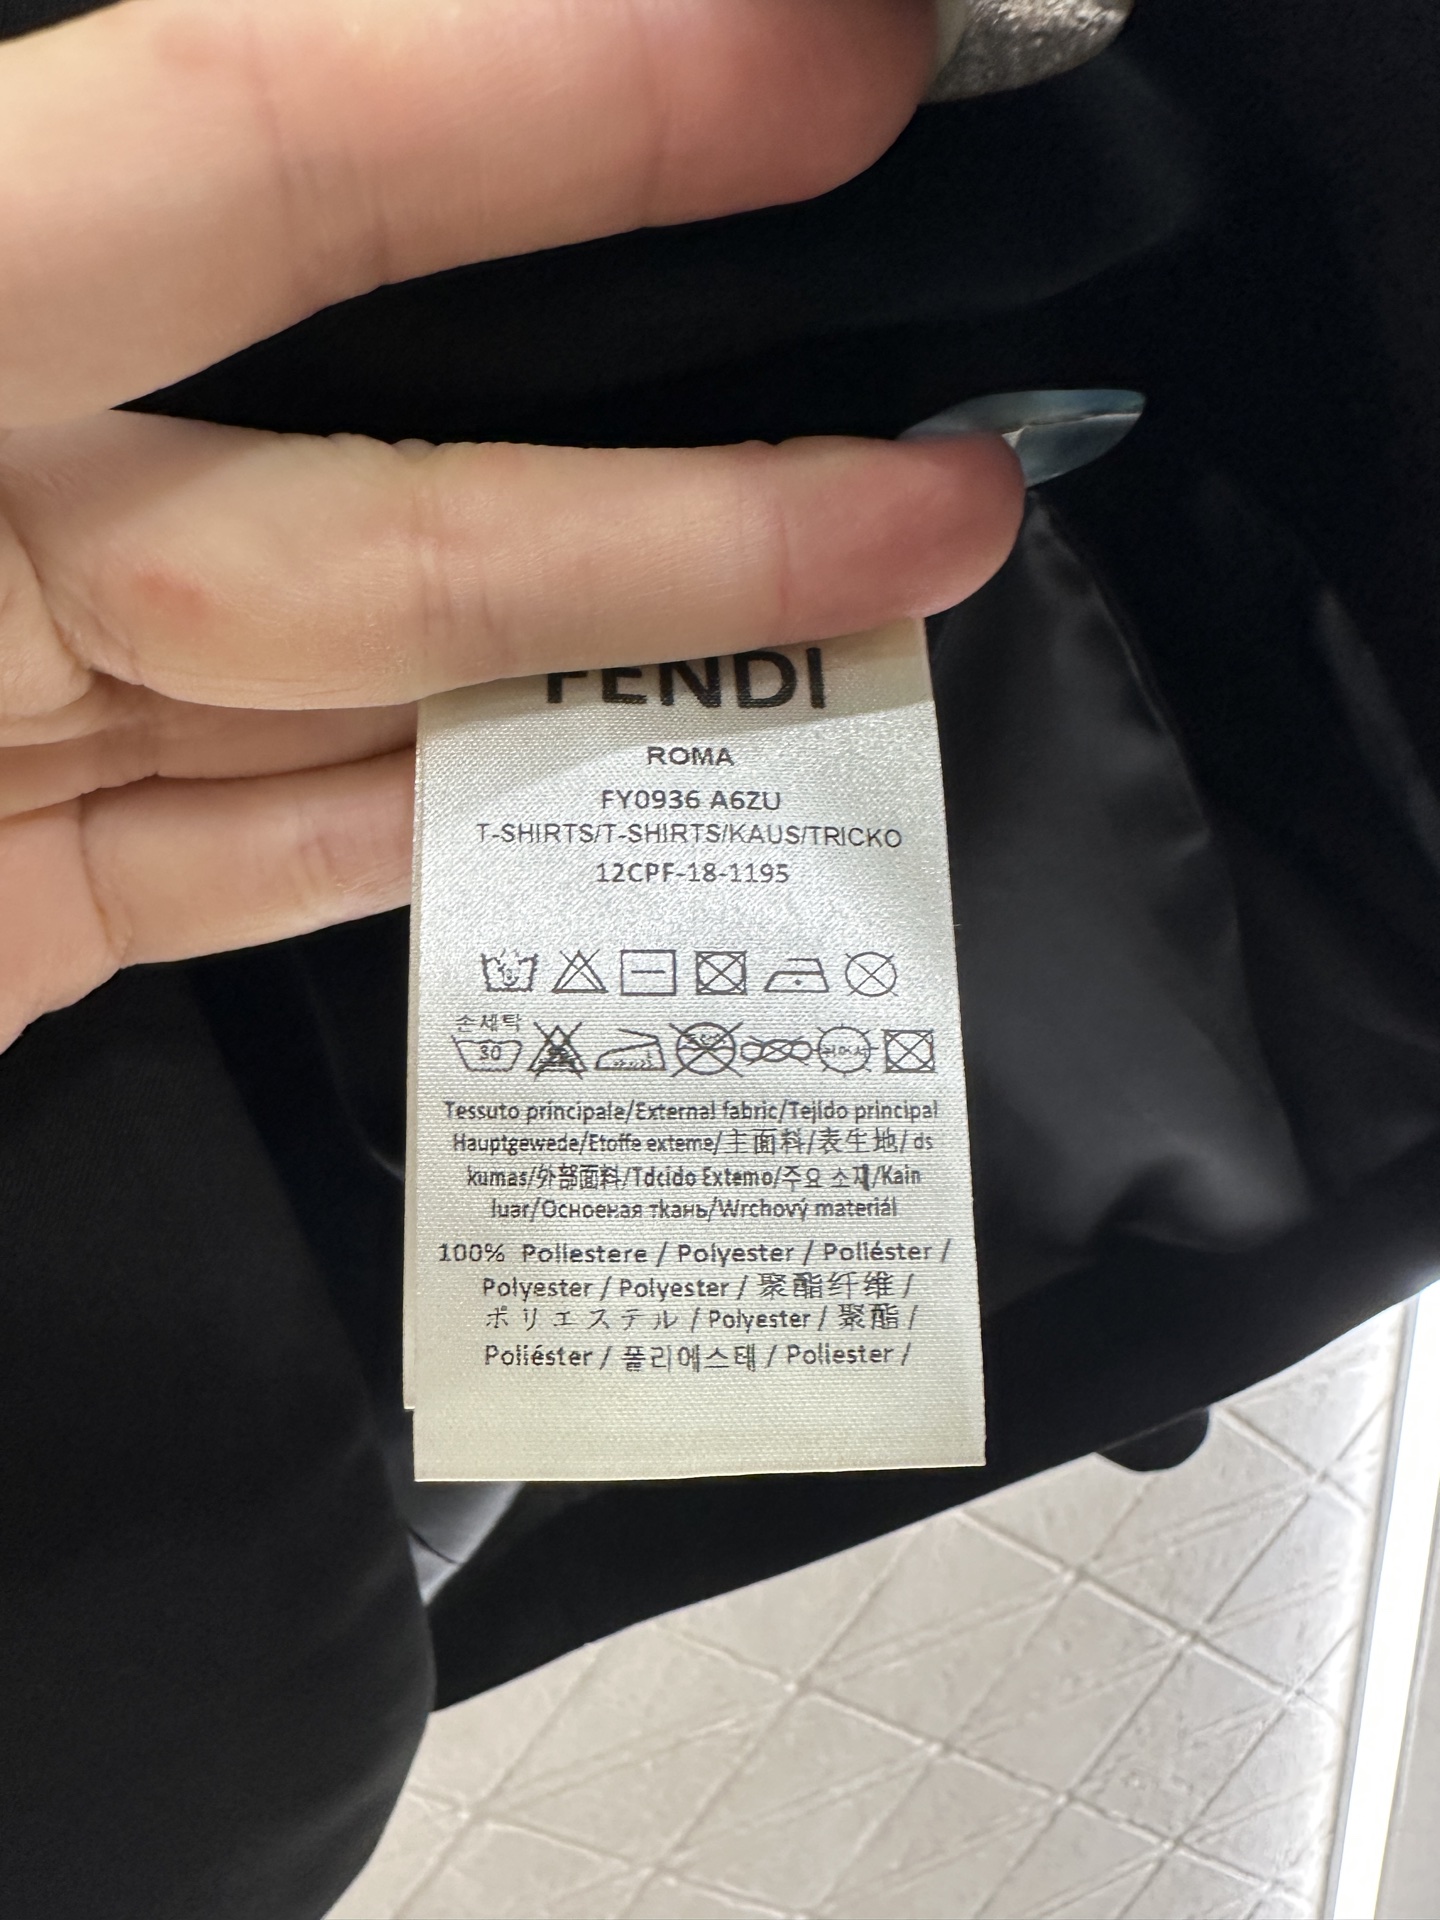 FENDI
ROMA
FY0936 A6ZU
T-SHIRTS/T-SHIRTS/KAUS/TRICKO
12CPF-18-1195
손세탁
30
Tessuto principale/External fabric/Tejldo principal
Hauptgewede/Etoffe exteme/主面料/表生地/ds
kumas/外部面料/Tdcido Extemo/주요 소재/Kain
luar/Осноеная ткань/Wrchový materiál
100% Poliestere / Polyester / Poliéster /
Polyester / Polyester / 聚酯纤维 /
ポリエステル / Polyester / 聚酯 /
Poliéster / 폴리에스테 / Poliester /